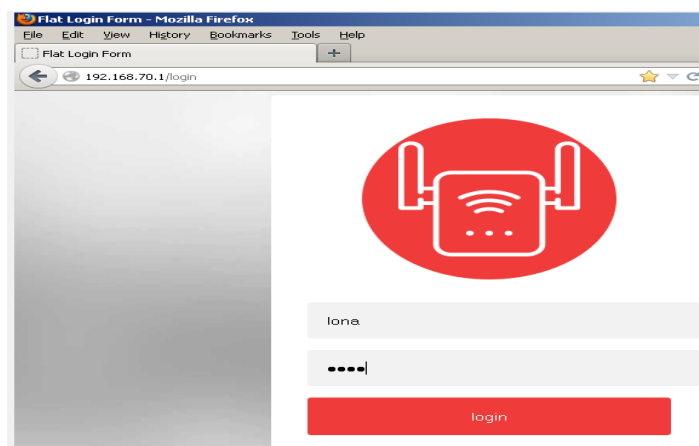 Flat Login Form - Mozilla Firefox
File Edit View History Bookmarks Tools Help
Flat Login Form +
192.168.70.1/login
Iona
••••
login